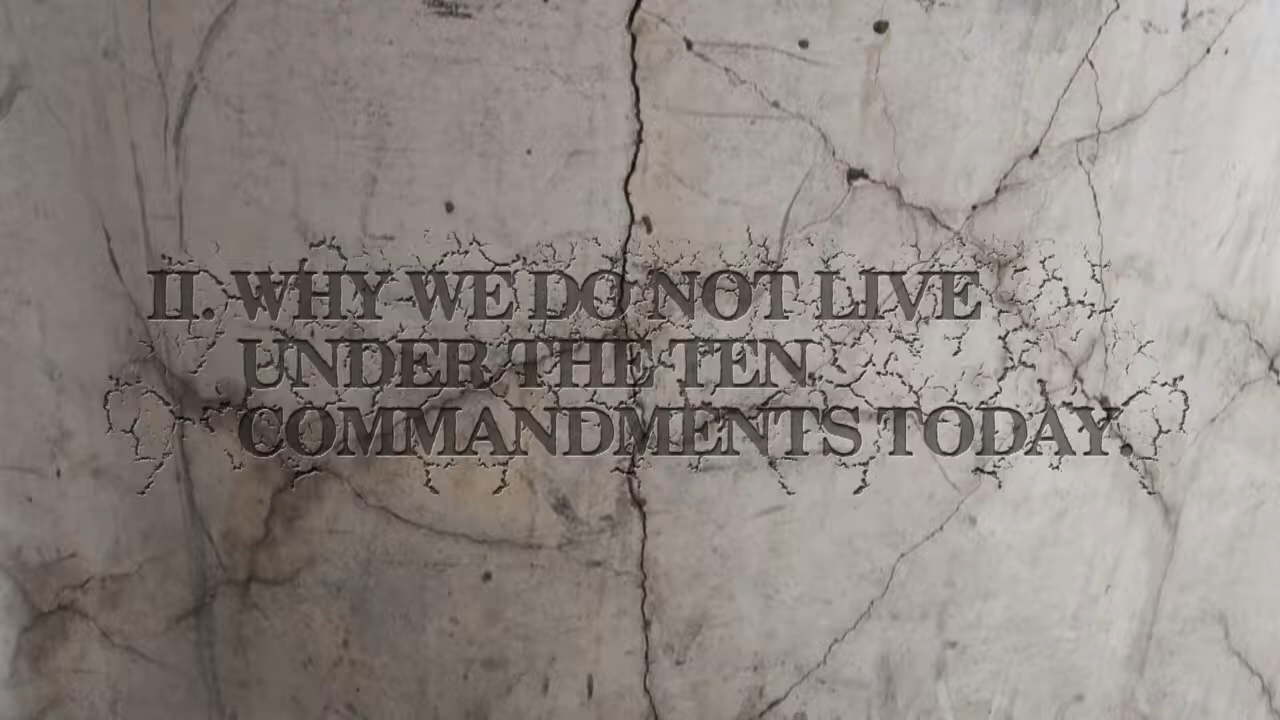 II. WHY WE DO NOT LIVE
UNDER THE TEN
COMMANDMENTS TODAY.